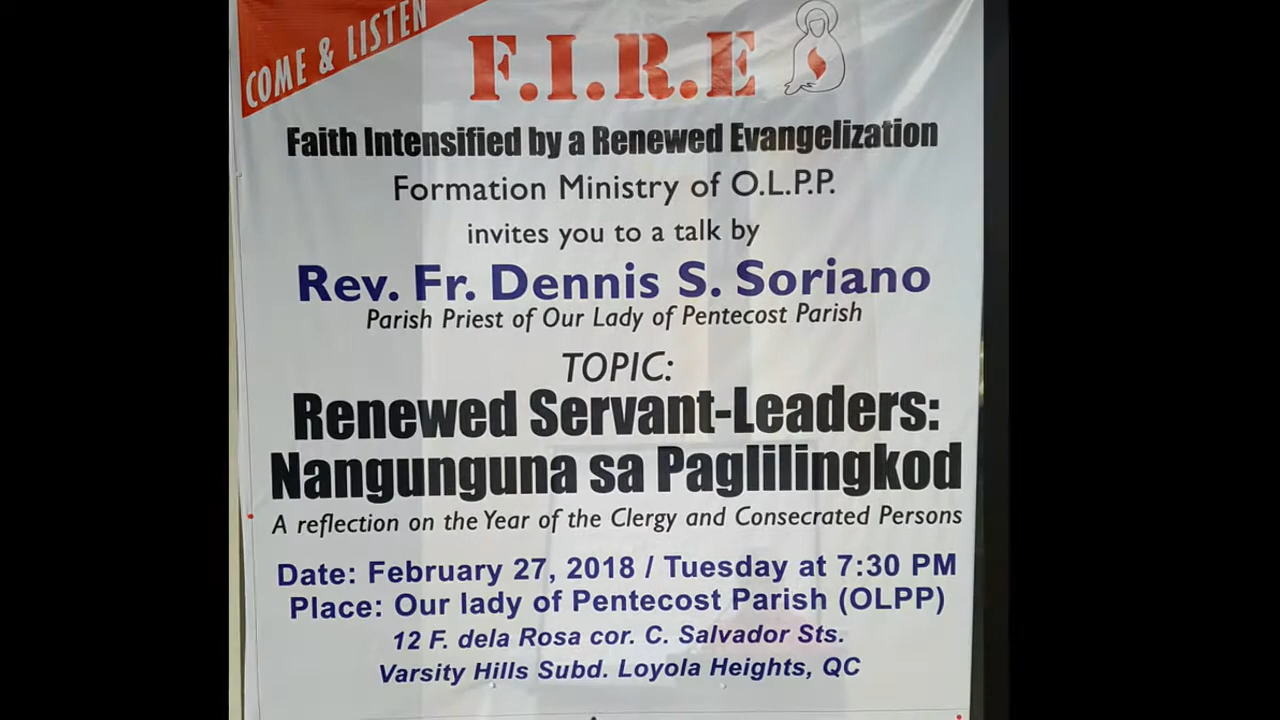 COME & LISTEN
F.I.R.E
Faith Intensified by a Renewed Evangelization
Formation Ministry of O.L.P.P.
invites you to a talk by
Rev. Fr. Dennis S. Soriano
Parish Priest of Our Lady of Pentecost Parish
TOPIC:
Renewed Servant-Leaders:
Nangunguna sa Paglilingkod
A reflection on the Year of the Clergy and Consecrated Persons
Date: February 27, 2018 / Tuesday at 7:30 PM
Place: Our lady of Pentecost Parish (OLPP)
12 F. dela Rosa cor. C. Salvador Sts.
Varsity Hills Subd. Loyola Heights, QC